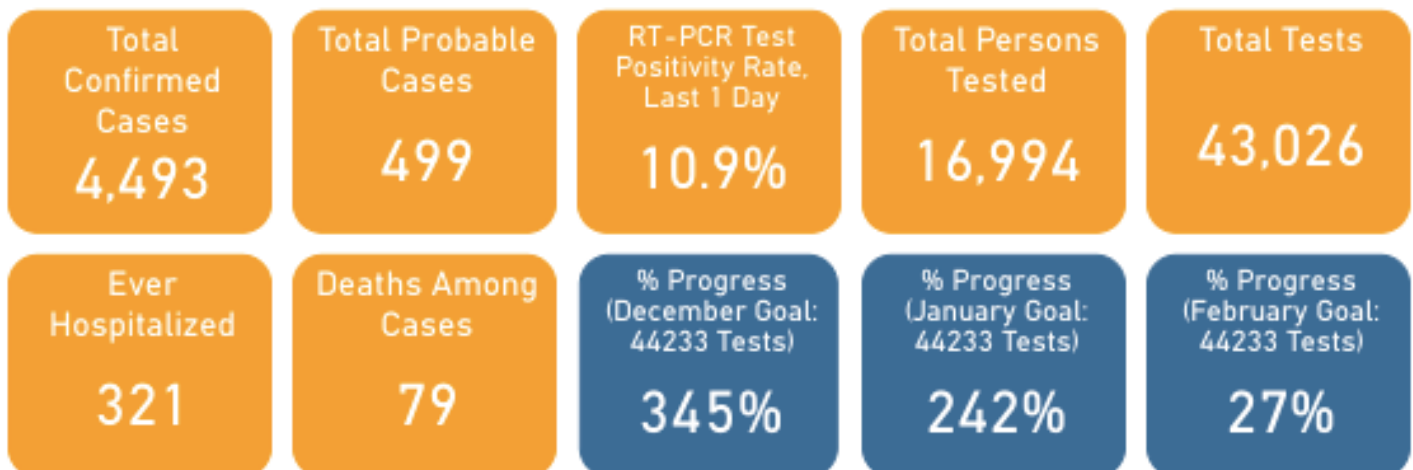 Total
Confirmed
Cases
4,493
Total Probable
Cases
499
RT-PCR Test
Positivity Rate,
Last 1 Day
10.9%
Total Persons
Tested
16,994
Total Tests
43,026
Ever
Hospitalized
321
Deaths Among
Cases
79
% Progress
(December Goal:
44233 Tests)
345%
% Progress
(January Goal:
44233 Tests)
242%
% Progress
(February Goal:
44233 Tests)
27%